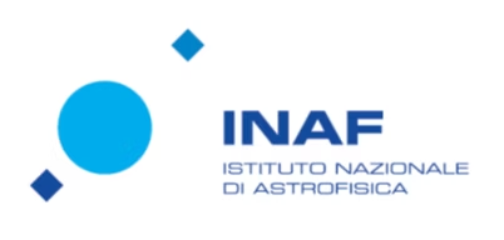 INAF
ISTITUTO NAZIONALE
DI ASTROFISICA